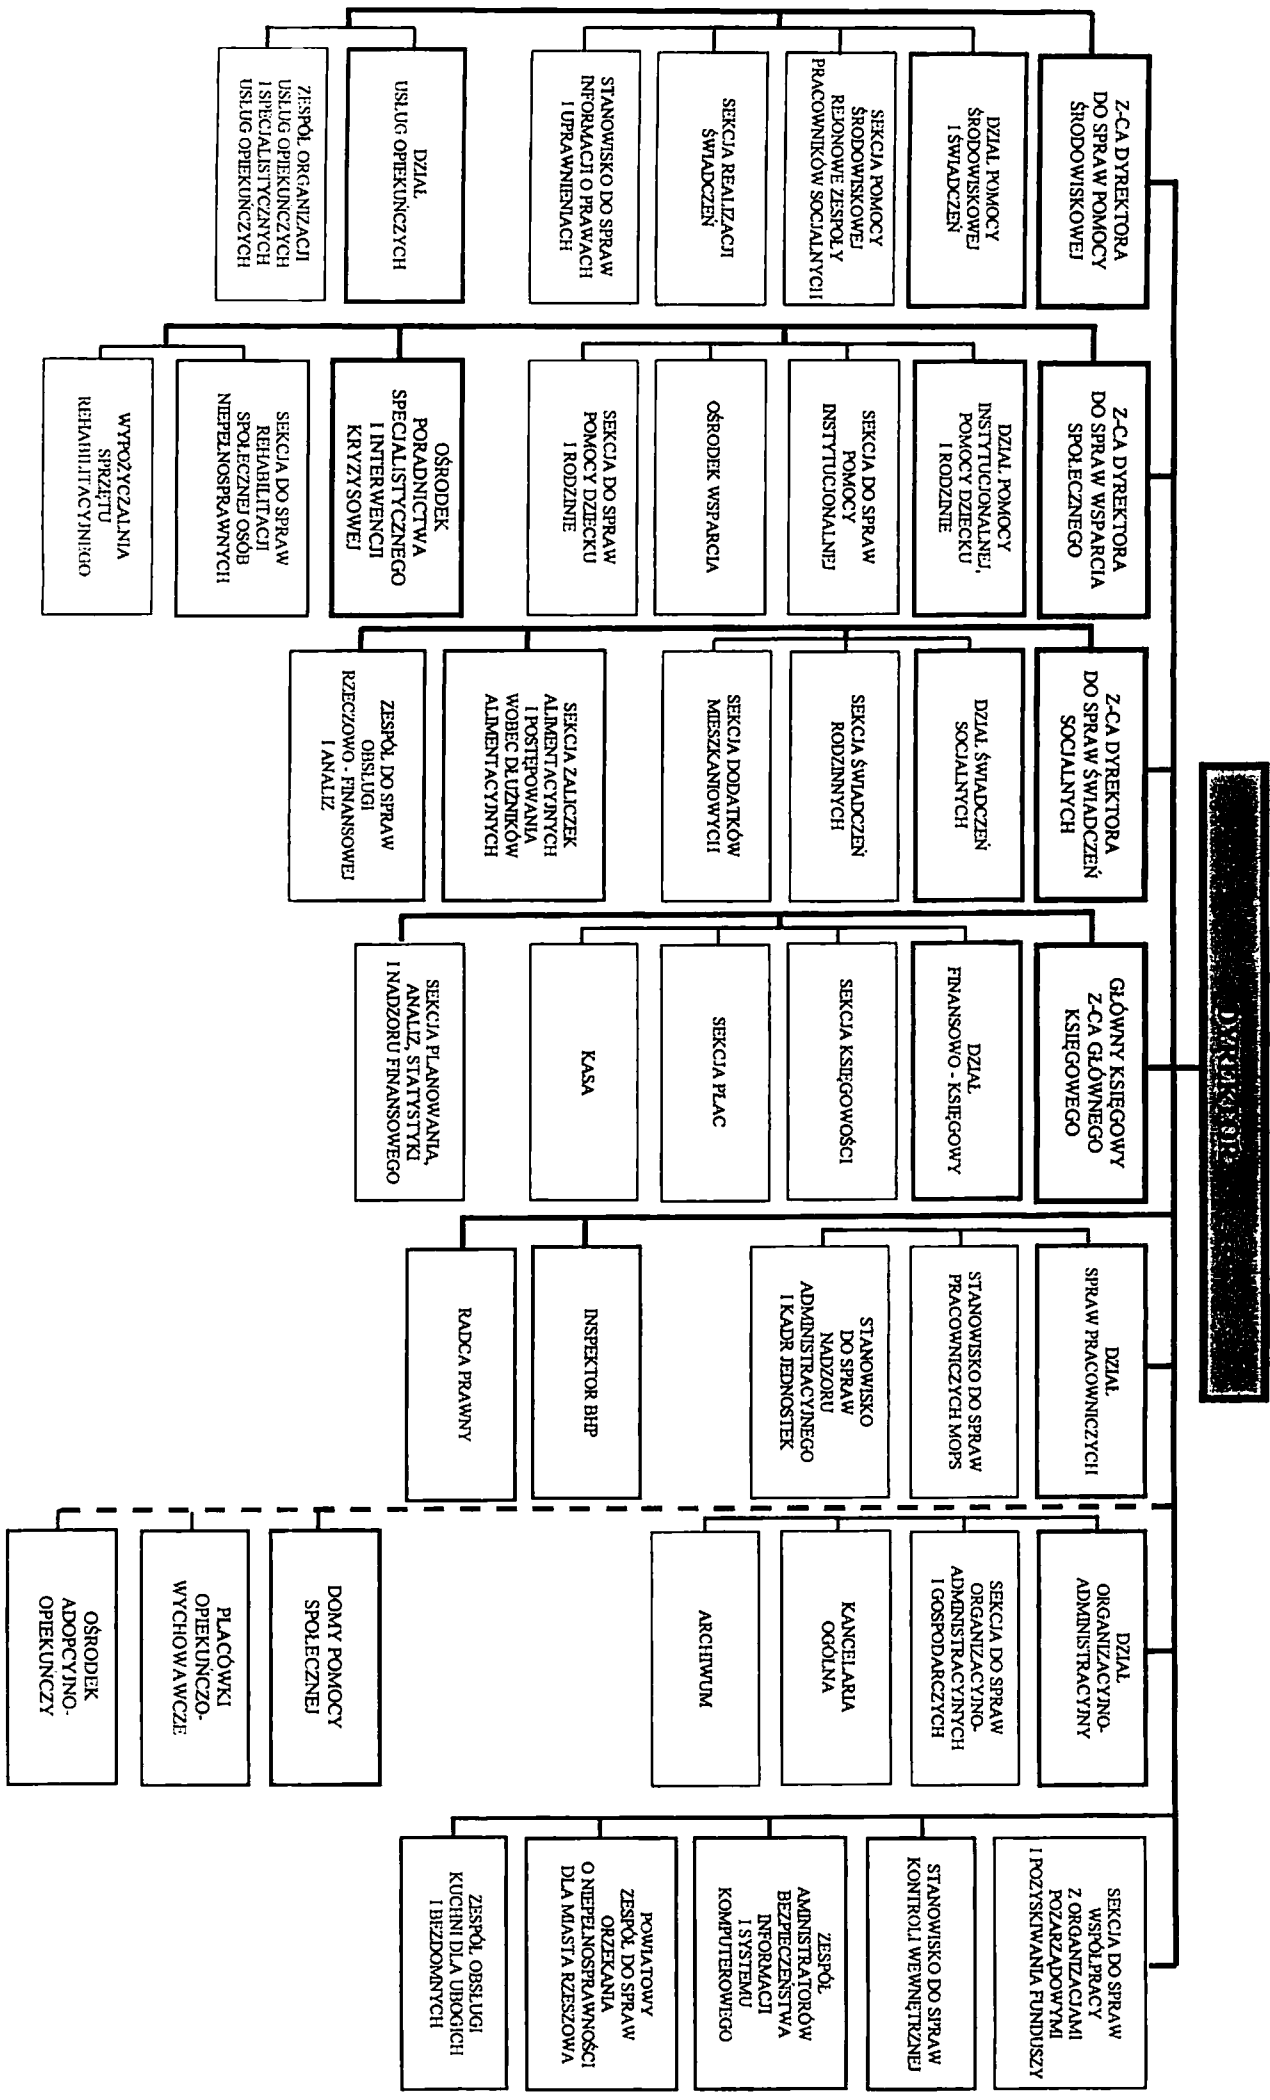 DYREKTOR
Z-CA DYREKTORA
DO SPRAW POMOCY
ŚRODOWISKOWEJ
DZIAŁ POMOCY
ŚRODOWISKOWEJ
I ŚWIADCZEŃ
SEKCJA POMOCY
ŚRODOWISKOWEJ
REJONOWE ZESPOŁY
PRACOWNIKÓW SOCJALNYCH
SEKCJA REALIZACJI
ŚWIADCZEŃ
STANOWISKO DO SPRAW
INFORMACJI O PRAWACH
I UPRAWNIENIACH
DZIAŁ
USŁUG OPIEKUŃCZYCH
ZESPÓŁ ORGANIZACJI
USŁUG OPIEKUŃCZYCH
I SPECJALISTYCZNYCH
USŁUG OPIEKUŃCZYCH
Z-CA DYREKTORA
DO SPRAW WSPARCIA
SPOŁECZNEGO
DZIAŁ POMOCY
INSTYTUCJONALNEJ,
POMOCY DZIECKU
I RODZINIE
SEKCJA DO SPRAW
POMOCY
INSTYTUCJONALNEJ
OŚRODEK WSPARCIA
SEKCJA DO SPRAW
POMOCY DZIECKU
I RODZINIE
OŚRODEK
PORADNICTWA
SPECJALISTYCZNEGO
I INTERWENCJI
KRYZYSOWEJ
SEKCJA DO SPRAW
REHABILITACJI
SPOŁECZNEJ OSÓB
NIEPEŁNOSPRAWNYCH
WYPOŻYCZALNIA
SPRZĘTU
REHABILITACYJNEGO
Z-CA DYREKTORA
DO SPRAW ŚWIADCZEŃ
SOCJALNYCH
DZIAŁ ŚWIADCZEŃ
SOCJALNYCH
SEKCJA ŚWIADCZEŃ
RODZINNYCH
SEKCJA DODATKÓW
MIESZKANIOWYCH
SEKCJA ZALICZEK
ALIMENTACYJNYCH
I POSTĘPOWANIA
WOBEC DŁUŻNIKÓW
ALIMENTACYJNYCH
ZESPÓŁ DO SPRAW
OBSŁUGI
RZECZOWO - FINANSOWEJ
I ANALIZ
GŁÓWNY KSIĘGOWY
Z-CA GŁÓWNEGO
KSIĘGOWEGO
DZIAŁ
FINANSOWO - KSIĘGOWY
SEKCJA KSIĘGOWOŚCI
SEKCJA PŁAC
KASA
SEKCJA PLANOWANIA,
ANALIZ, STATYSTYKI
I NADZORU FINANSOWEGO
DZIAŁ
SPRAW PRACOWNICZYCH
STANOWISKO DO SPRAW
PRACOWNICZYCH MOPS
STANOWISKO
DO SPRAW
NADZORU
ADMINISTRACYJNEGO
I KADR JEDNOSTEK
INSPEKTOR BHP
RADCA PRAWNY
DZIAŁ
ORGANIZACYJNO-
ADMINISTRACYJNY
SEKCJA DO SPRAW
ORGANIZACYJNO-
ADMINISTRACYJNYCH
I GOSPODARCZYCH
KANCELARIA
OGÓLNA
ARCHIWUM
DOMY POMOCY
SPOŁECZNEJ
PLACÓWKI
OPIEKUŃCZO-
WYCHOWAWCZE
OŚRODEK
ADOPCYJNO-
OPIEKUŃCZY
SEKCJA DO SPRAW
WSPÓŁPRACY
Z ORGANIZACJAMI
POZARZĄDOWYMI
I POZYSKIWANIA FUNDUSZY
STANOWISKO DO SPRAW
KONTROLI WEWNĘTRZNEJ
ZESPÓŁ
AMINISTRATORÓW
BEZPIECZEŃSTWA
INFORMACJI
I SYSTEMU
KOMPUTEROWEGO
POWIATOWY
ZESPÓŁ DO SPRAW
ORZEKANIA
O NIEPEŁNOSPRAWNOŚCI
DLA MIASTA RZESZOWA
ZESPÓŁ OBSŁUGI
KUCHNI DLA UBOGICH
I BEZDOMNYCH